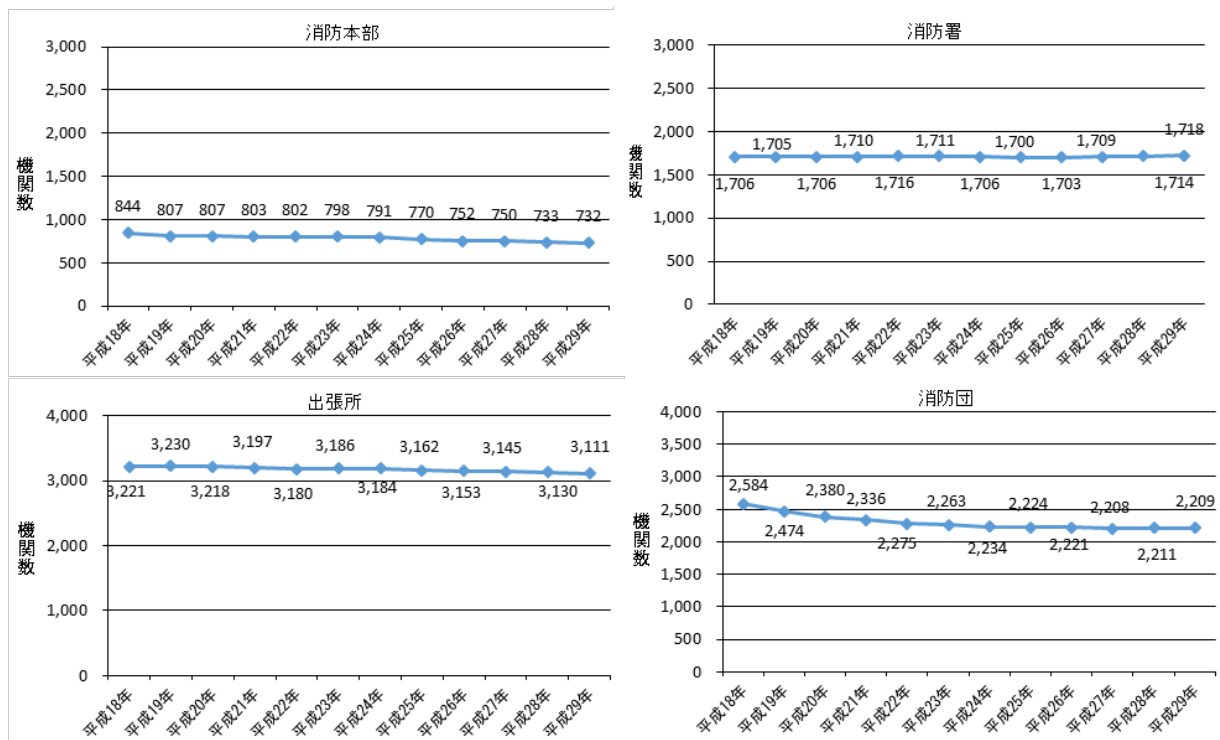 消防本部
3,000
2,500
2,000
1,500
1,000
500
0
機関数
844 807 807 803 802 798 791 770 752 750 733 732
平成18年 平成19年 平成20年 平成21年 平成22年 平成23年 平成24年 平成25年 平成26年 平成27年 平成28年 平成29年
消防署
3,000
2,500
2,000
1,500
1,000
500
0
機関数
1,705 1,710 1,711 1,700 1,709 1,718
1,706 1,706 1,716 1,706 1,703 1,714
平成18年 平成19年 平成20年 平成21年 平成22年 平成23年 平成24年 平成25年 平成26年 平成27年 平成28年 平成29年
出張所
4,000
3,000
2,000
1,000
0
機関数
3,230 3,197 3,186 3,162 3,145 3,111
3,221 3,218 3,180 3,184 3,153 3,130
平成18年 平成19年 平成20年 平成21年 平成22年 平成23年 平成24年 平成25年 平成26年 平成27年 平成28年 平成29年
消防団
4,000
3,500
3,000
2,500
2,000
1,500
1,000
500
0
機関数
2,584 2,380 2,336 2,263 2,224 2,208 2,209
2,474 2,275 2,234 2,221 2,211
平成18年 平成19年 平成20年 平成21年 平成22年 平成23年 平成24年 平成25年 平成26年 平成27年 平成28年 平成29年